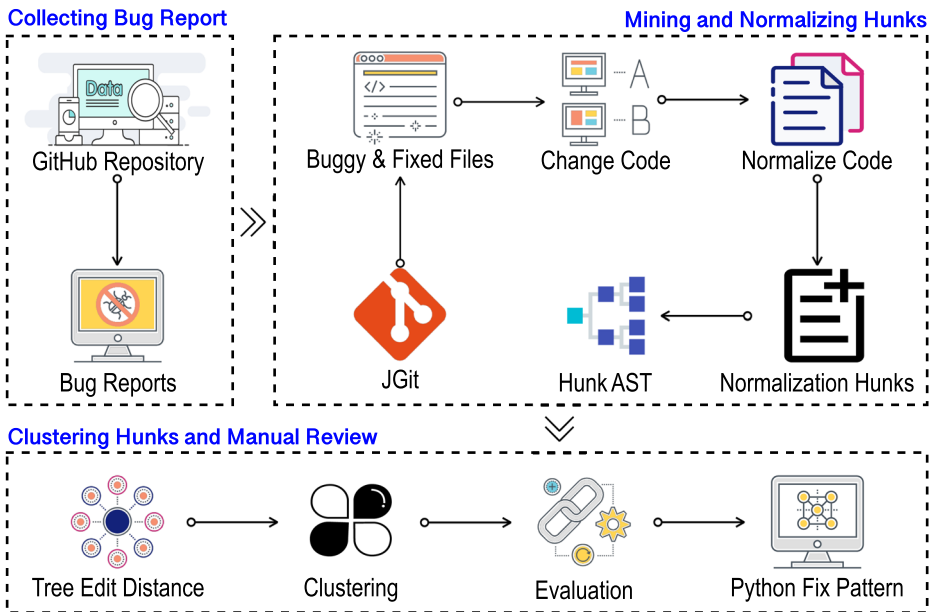 Collecting Bug Report
Mining and Normalizing Hunks
Data
GitHub Repository
Bug Reports
</>
Buggy & Fixed Files
A
B
Change Code
Normalize Code
JGit
Hunk AST
Normalization Hunks
Clustering Hunks and Manual Review
Tree Edit Distance
Clustering
Evaluation
Python Fix Pattern